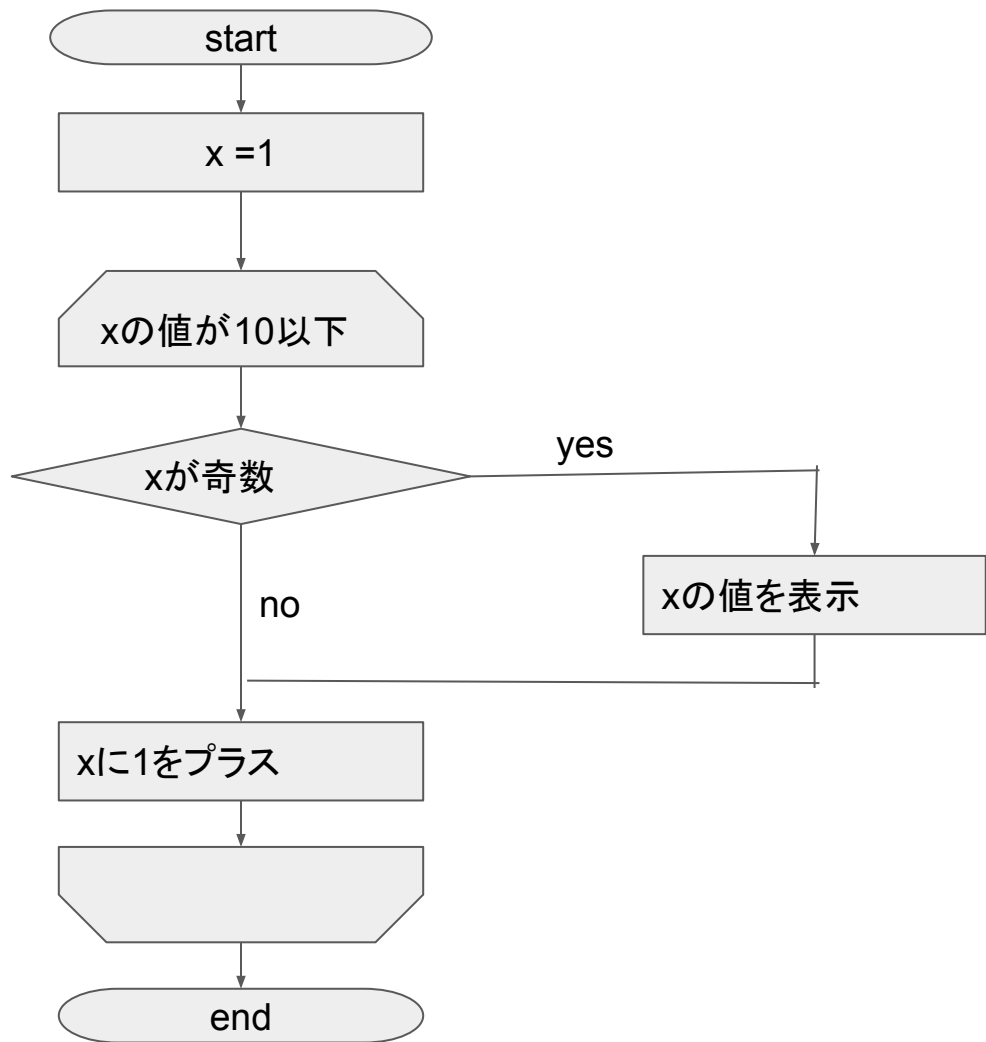 start
x =1
xの値が10以下
xが奇数
yes
xの値を表示
no
xに1をプラス
end